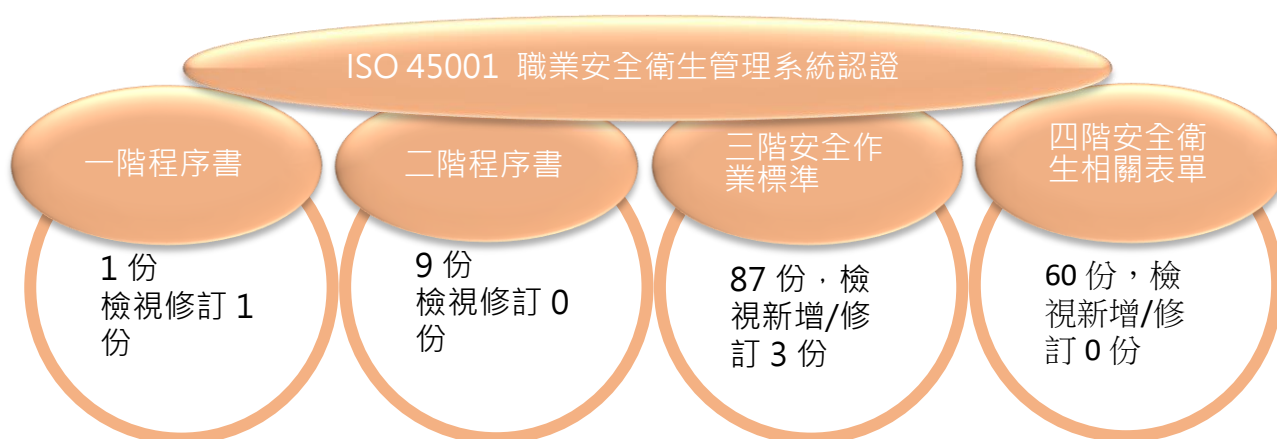 ISO 45001 職業安全衛生管理系統認證
一階程序書
1 份
檢視修訂 1
份
二階程序書
9 份
檢視修訂 0
份
三階安全作
業標準
87 份，檢
視新增/修
訂 3 份
四階安全衛
生相關表單
60 份，檢
視新增/修
訂 0 份